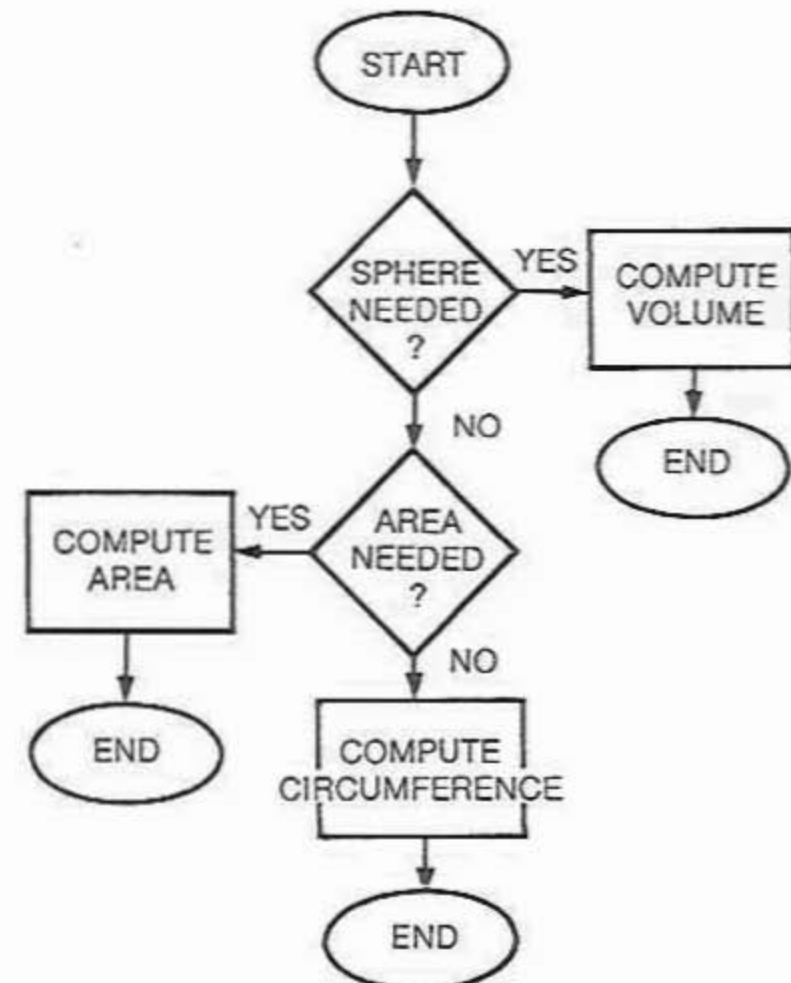 START
SPHERE
NEEDED
?
YES
COMPUTE
VOLUME
END
NO
AREA
NEEDED
?
YES
COMPUTE
AREA
END
NO
COMPUTE
CIRCUMFERENCE
END